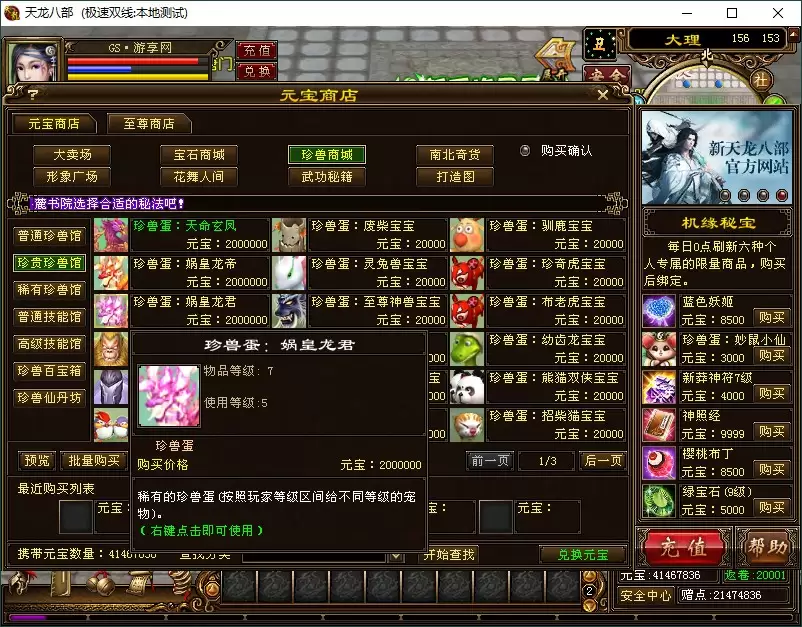 天龙八部 (极速双线:本地测试)
GS·游享网
充值
兑换
丑
大理 156 153
北
安全
社
元宝商店
元宝商店 至尊商店
大卖场 宝石商城 珍兽商城 南北奇货
购买确认
形象广场 花舞人间 武功秘籍 打造图
麓书院选择合适的秘法吧!
新天龙八部
官方网站
普通珍兽馆
珍贵珍兽馆
稀有珍兽馆
普通技能馆
高级技能馆
珍兽百宝箱
珍兽仙丹坊
珍兽蛋：天命玄凤
元宝：2000000
珍兽蛋：废柴宝宝
元宝：20000
珍兽蛋：驯鹿宝宝
元宝：20000
珍兽蛋：娲皇龙帝
元宝：2000000
珍兽蛋：灵兔兽宝宝
元宝：20000
珍兽蛋：珍奇虎宝宝
元宝：20000
珍兽蛋：娲皇龙君
元宝：2000000
珍兽蛋：至尊神兽宝宝
元宝：20000
珍兽蛋：布老虎宝宝
元宝：20000
珍兽蛋：幼齿龙宝宝
元宝：20000
珍兽蛋：熊猫双侠宝宝
元宝：20000
珍兽蛋：招柴猫宝宝
元宝：20000
珍兽蛋：娲皇龙君
物品等级：7
使用等级:5
珍兽蛋
购买价格 元宝：2000000
稀有的珍兽蛋(按照玩家等级区间给不同等级的宠
物)。
(右键点击即可使用)
预览 批量购买
前一页 1/3 后一页
最近购买列表
元宝：
元宝：
携带元宝数量：
开始查找
兑换元宝
机缘秘宝
每日0点刷新六种个
人专属的限量商品，购买
后绑定。
蓝色妖姬
元宝：8500 购买
珍兽蛋：妙鼠小仙
元宝：3000 购买
新莽神符7级
元宝：4000 购买
神照经
元宝：9999 购买
樱桃布丁
元宝：8500 购买
绿宝石(9级)
元宝：5000 购买
充值 帮助
元宝：41467836 返卷：20001
安全中心 赠点：21474836
2